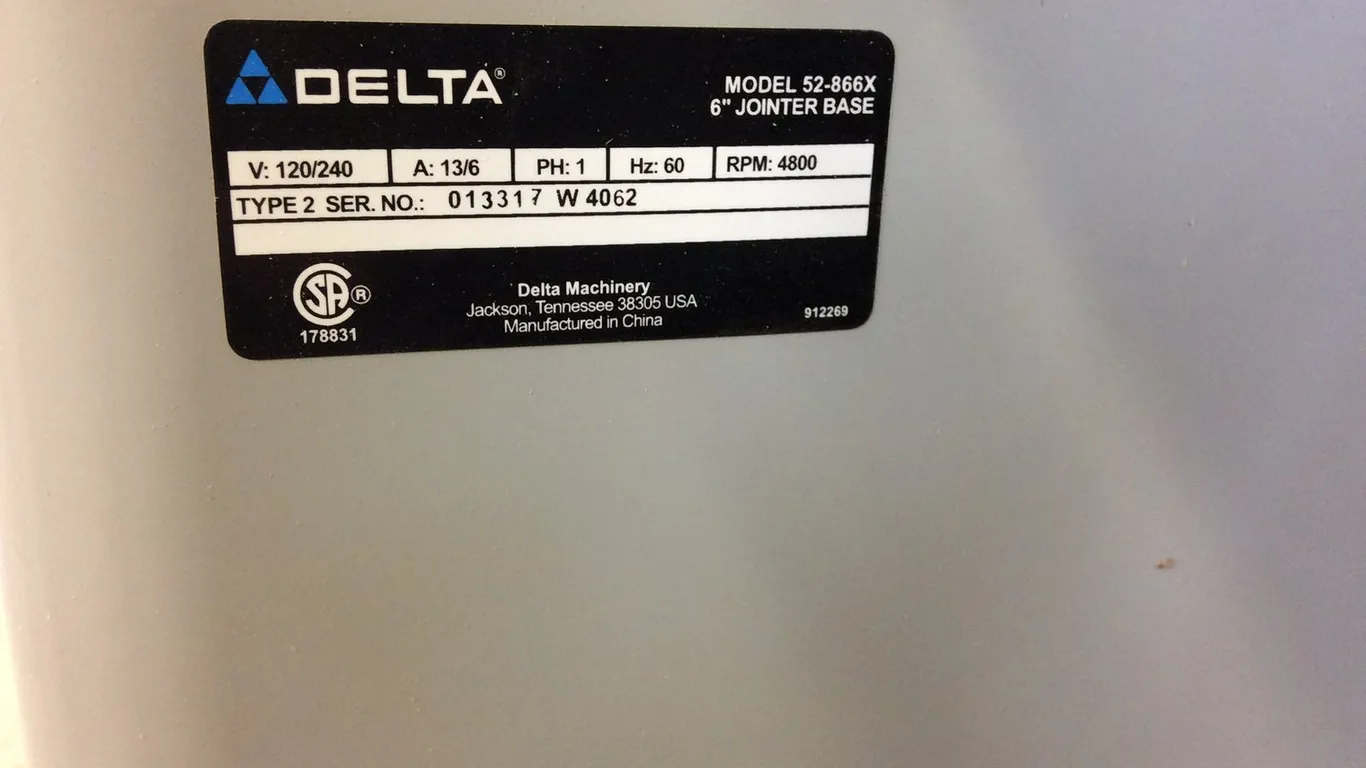 DELTA®
MODEL 52-866X
6" JOINTER BASE
V: 120/240 A: 13/6 PH: 1 Hz: 60 RPM: 4800
TYPE 2 SER. NO.: 013317 W 4062
SA ®
178831
Delta Machinery
Jackson, Tennessee 38305 USA
Manufactured in China
912269